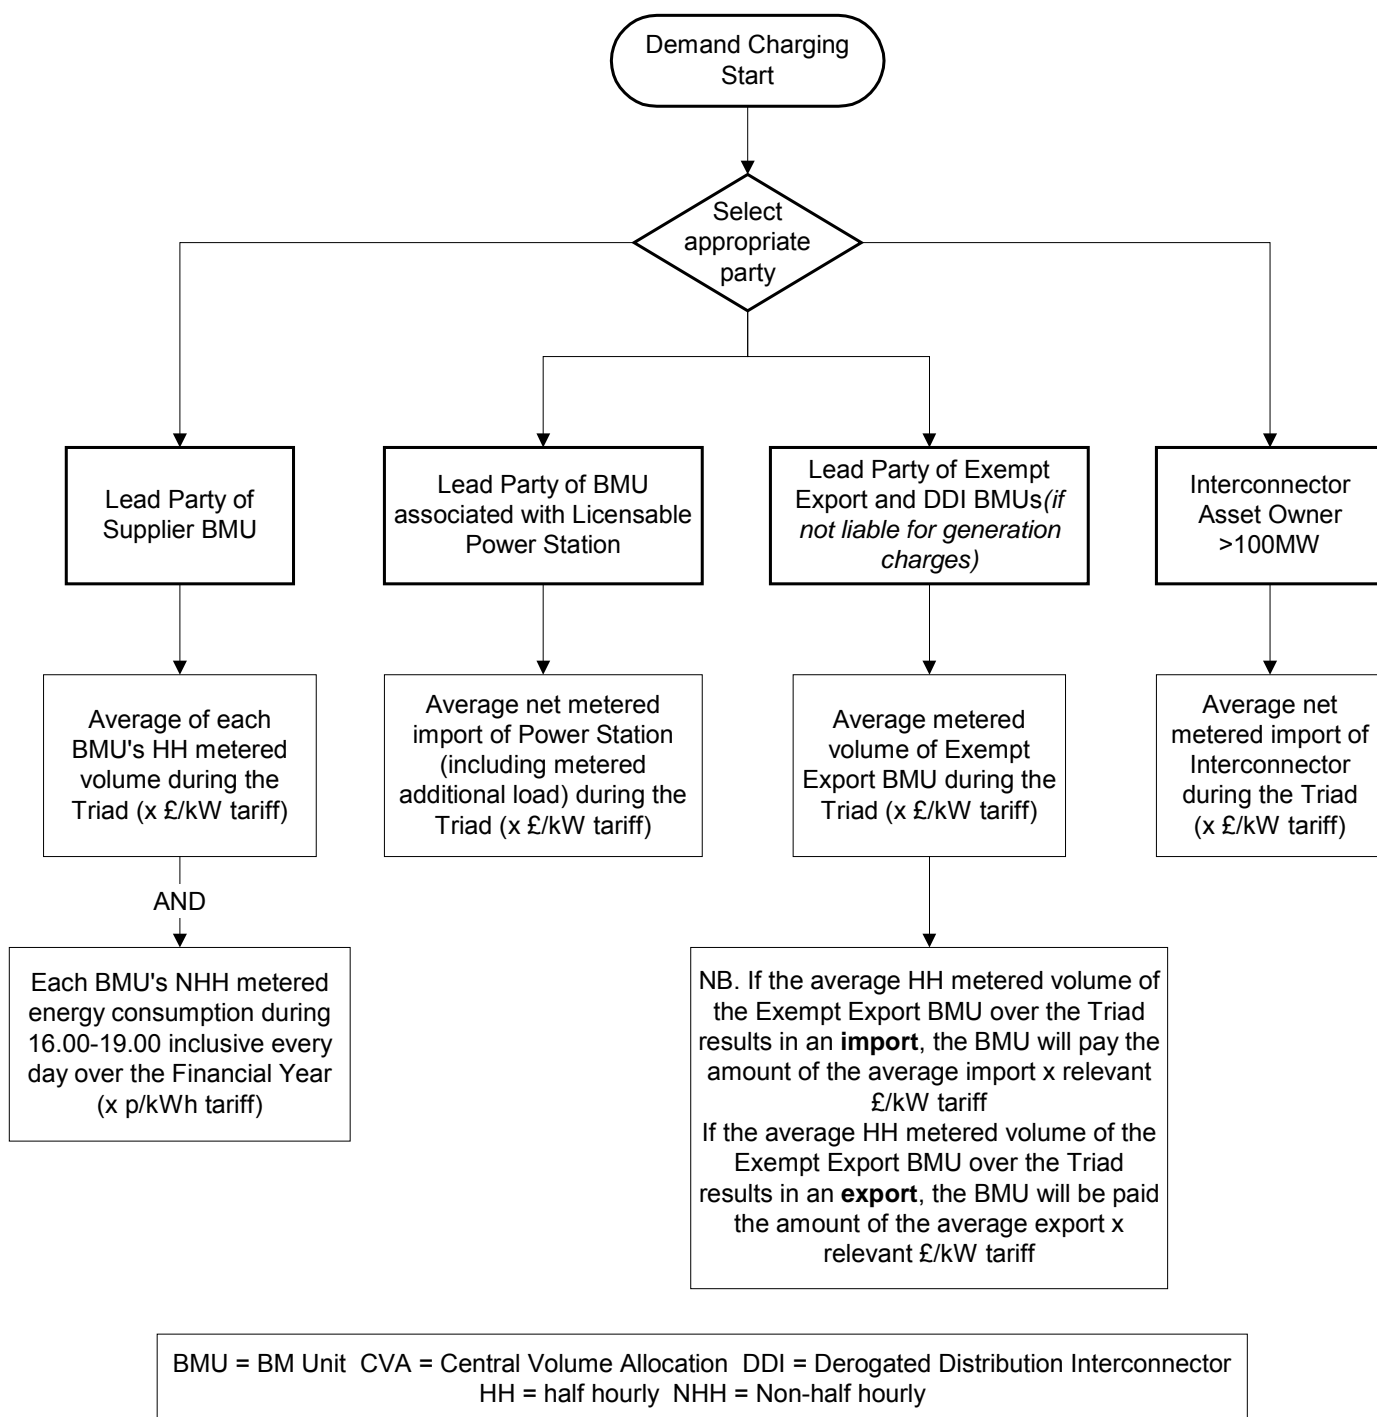 Demand Charging
Start
Select
appropriate
party
Lead Party of
Supplier BMU
Lead Party of BMU
associated with Licensable
Power Station
Lead Party of Exempt
Export and DDI BMUs(if
not liable for generation
charges)
Interconnector
Asset Owner
>100MW
Average of each
BMU's HH metered
volume during the
Triad (x £/kW tariff)
Average net metered
import of Power Station
(including metered
additional load) during the
Triad (x £/kW tariff)
Average metered
volume of Exempt
Export BMU during the
Triad (x £/kW tariff)
Average net
metered import of
Interconnector
during the Triad
(x £/kW tariff)
AND
Each BMU's NHH metered
energy consumption during
16.00-19.00 inclusive every
day over the Financial Year
(x p/kWh tariff)
NB. If the average HH metered volume of
the Exempt Export BMU over the Triad
results in an import, the BMU will pay the
amount of the average import x relevant
£/kW tariff
If the average HH metered volume of the
Exempt Export BMU over the Triad
results in an export, the BMU will be paid
the amount of the average export x
relevant £/kW tariff
BMU = BM Unit  CVA = Central Volume Allocation  DDI = Derogated Distribution Interconnector
HH = half hourly  NHH = Non-half hourly